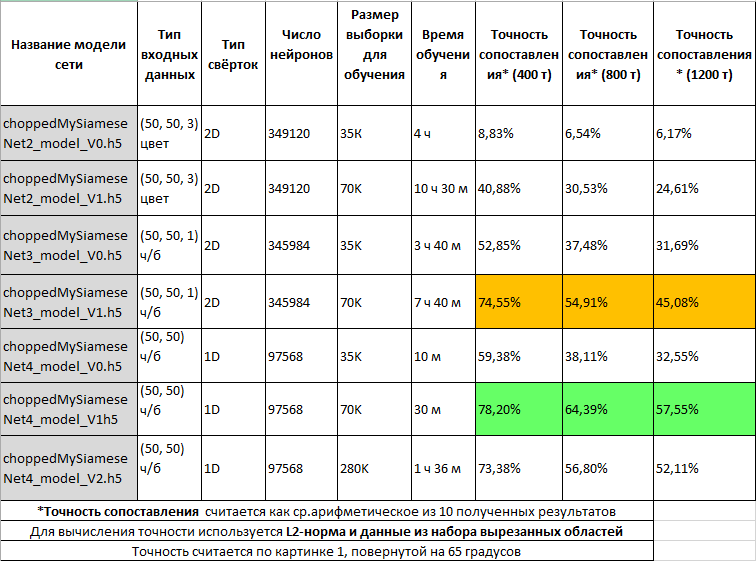 Название модели сети Тип входных данных Тип свёрток Число нейронов Размер выборки для обучения Время обучения Точность сопоставления* (400 т) Точность сопоставления* (800 т) Точность сопоставления* (1200 т)
choppedMySiameseNet2_model_V0.h5 (50, 50, 3) цвет 2D 349120 35K 4 ч 8,83% 6,54% 6,17%
choppedMySiameseNet2_model_V1.h5 (50, 50, 3) цвет 2D 349120 70K 10 ч 30 м 40,88% 30,53% 24,61%
choppedMySiameseNet3_model_V0.h5 (50, 50, 1) ч/б 2D 345984 35K 3 ч 40 м 52,85% 37,48% 31,69%
choppedMySiameseNet3_model_V1.h5 (50, 50, 1) ч/б 2D 345984 70K 7 ч 40 м 74,55% 54,91% 45,08%
choppedMySiameseNet4_model_V0.h5 (50, 50) ч/б 1D 97568 35K 10 м 59,38% 38,11% 32,55%
choppedMySiameseNet4_model_V1h5 (50, 50) ч/б 1D 97568 70K 30 м 78,20% 64,39% 57,55%
choppedMySiameseNet4_model_V2.h5 (50, 50) ч/б 1D 97568 280K 1 ч 36 м 73,38% 56,80% 52,11%
*Точность сопоставления считается как ср.арифметическое из 10 полученных результатов
Для вычисления точности используется L2-норма и данные из набора вырезанных областей
Точность считается по картинке 1, повернутой на 65 градусов